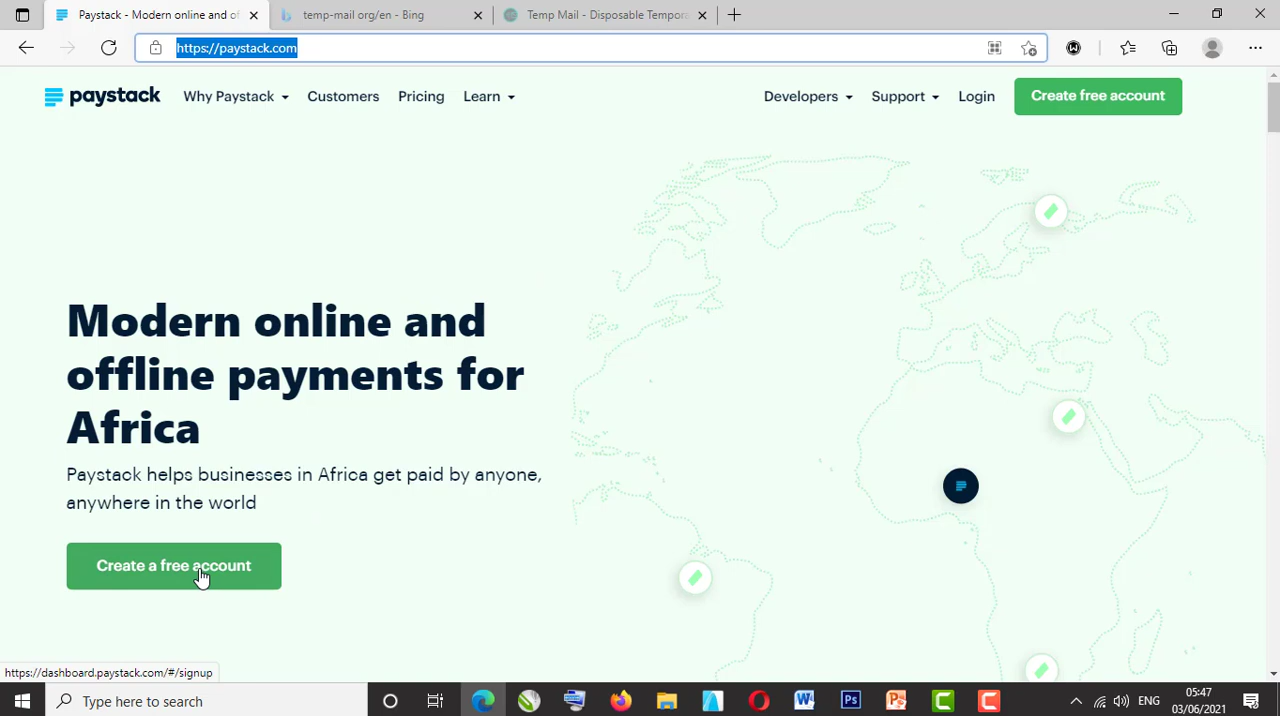 Paystack - Modern and of
temp-mail org/en - Bing
Temp Mail - Disposable Tempora
https://paystack.com
paystack
Why Paystack
Customers
Pricing
Learn
Developers
Support
Login
Create free account
Modern online and
offline payments for
Africa
Paystack helps businesses in Africa get paid by anyone,
anywhere in the world
Create a free account
https://dashboard.paystack.com/#/signup
Type here to search
ENG
05:47
03/06/2021